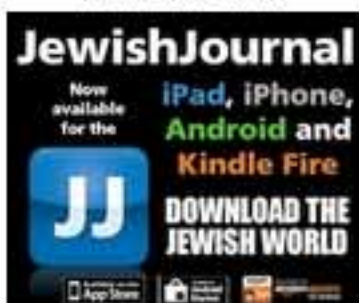 JewishJournal
Now
available
for the
iPad, iPhone,
Android and
Kindle Fire
JJ
DOWNLOAD THE
JEWISH WORLD
App Store